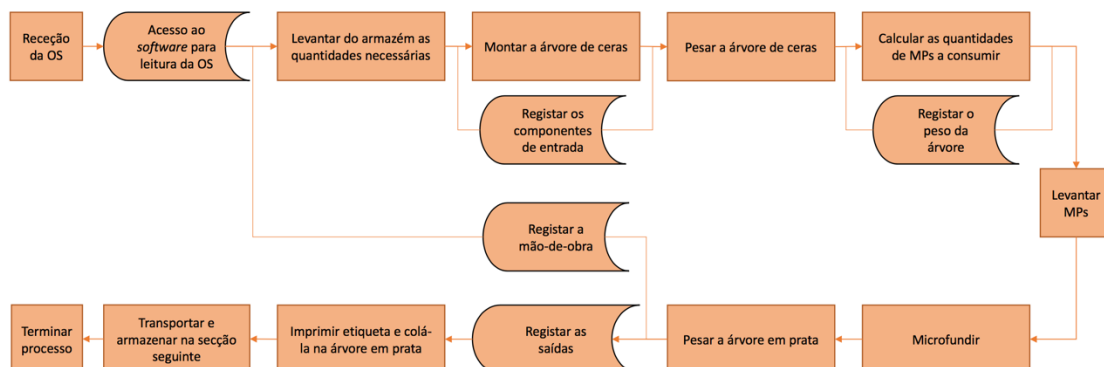 Receção
da OS
Acesso ao
software para
leitura da OS
Levantar do armazém as
quantidades necessárias
Montar a árvore de ceras
Pesar a árvore de ceras
Calcular as quantidades
de MPs a consumir
Registar os
componentes
de entrada
Registar o
peso da
árvore
Levantar
MPs
Registar a
mão-de-obra
Terminar
processo
Transportar e
armazenar na secção
seguinte
Imprimir etiqueta e colá-
la na árvore em prata
Registar as
saídas
Pesar a árvore em prata
Microfundir